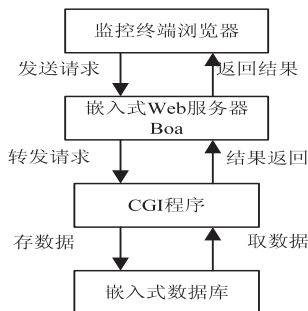 监控终端浏览器
发送请求
返回结果
嵌入式Web服务器
Boa
转发请求
结果返回
CGI程序
存数据
取数据
嵌入式数据库